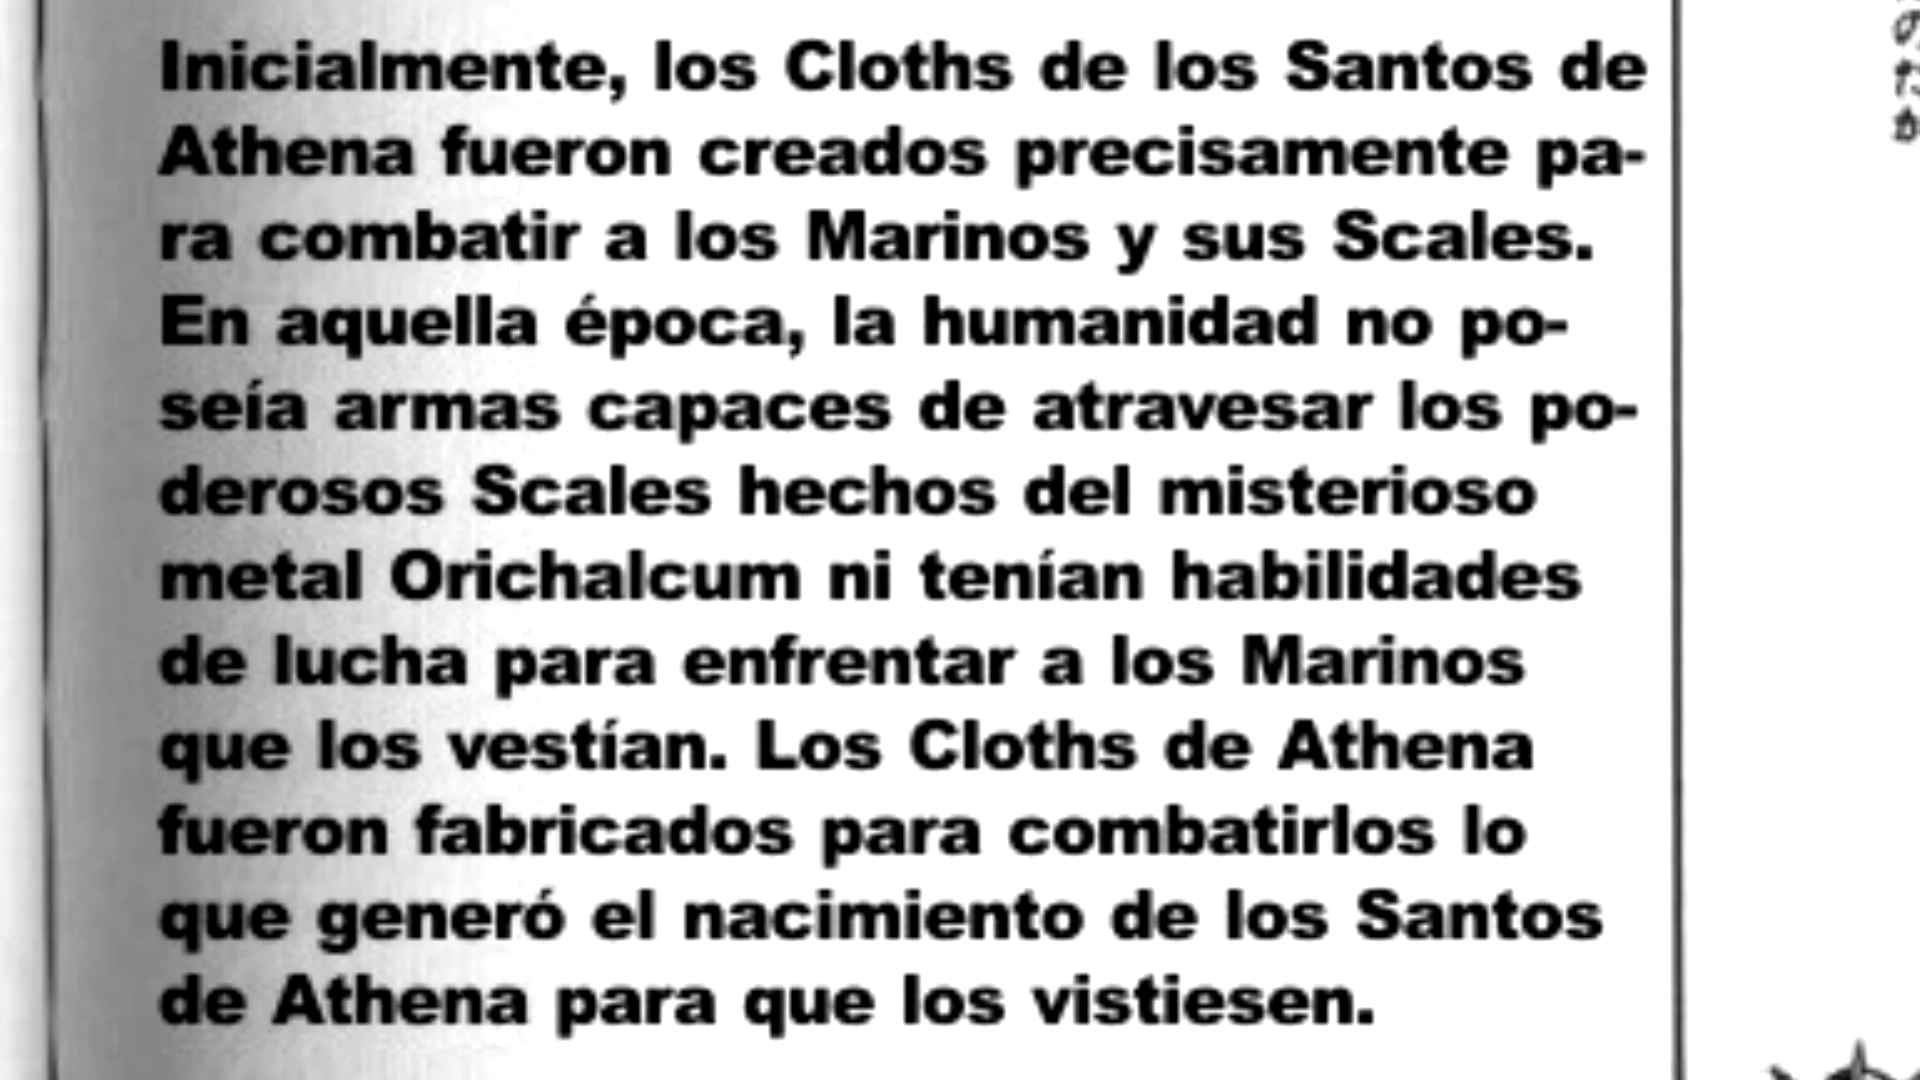 Inicialmente, los Cloths de los Santos de
Athena fueron creados precisamente pa-
ra combatir a los Marinos y sus Scales.
En aquella época, la humanidad no po-
seía armas capaces de atravesar los po-
derosos Scales hechos del misterioso
metal Orichalcum ni tenían habilidades
de lucha para enfrentar a los Marinos
que los vestían. Los Cloths de Athena
fueron fabricados para combatirlos lo
que generó el nacimiento de los Santos
de Athena para que los vistiesen.
のたか